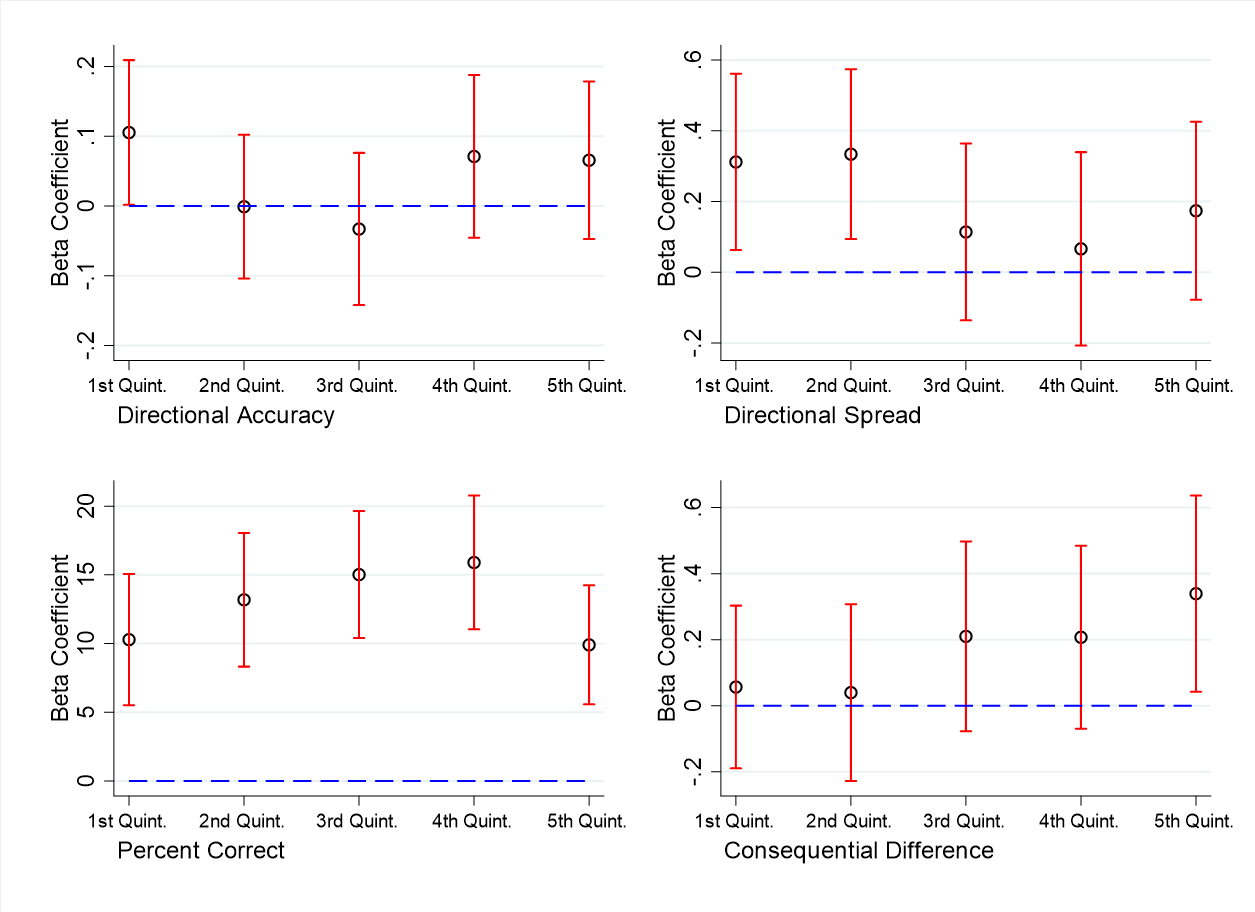 Beta Coefficient
.2
.1
0
-.1
-.2
1st Quint. 2nd Quint. 3rd Quint. 4th Quint. 5th Quint.
Directional Accuracy
Beta Coefficient
.6
.4
.2
0
-.2
1st Quint. 2nd Quint. 3rd Quint. 4th Quint. 5th Quint.
Directional Spread
Beta Coefficient
20
15
10
5
0
1st Quint. 2nd Quint. 3rd Quint. 4th Quint. 5th Quint.
Percent Correct
Beta Coefficient
.6
.4
.2
0
-.2
1st Quint. 2nd Quint. 3rd Quint. 4th Quint. 5th Quint.
Consequential Difference